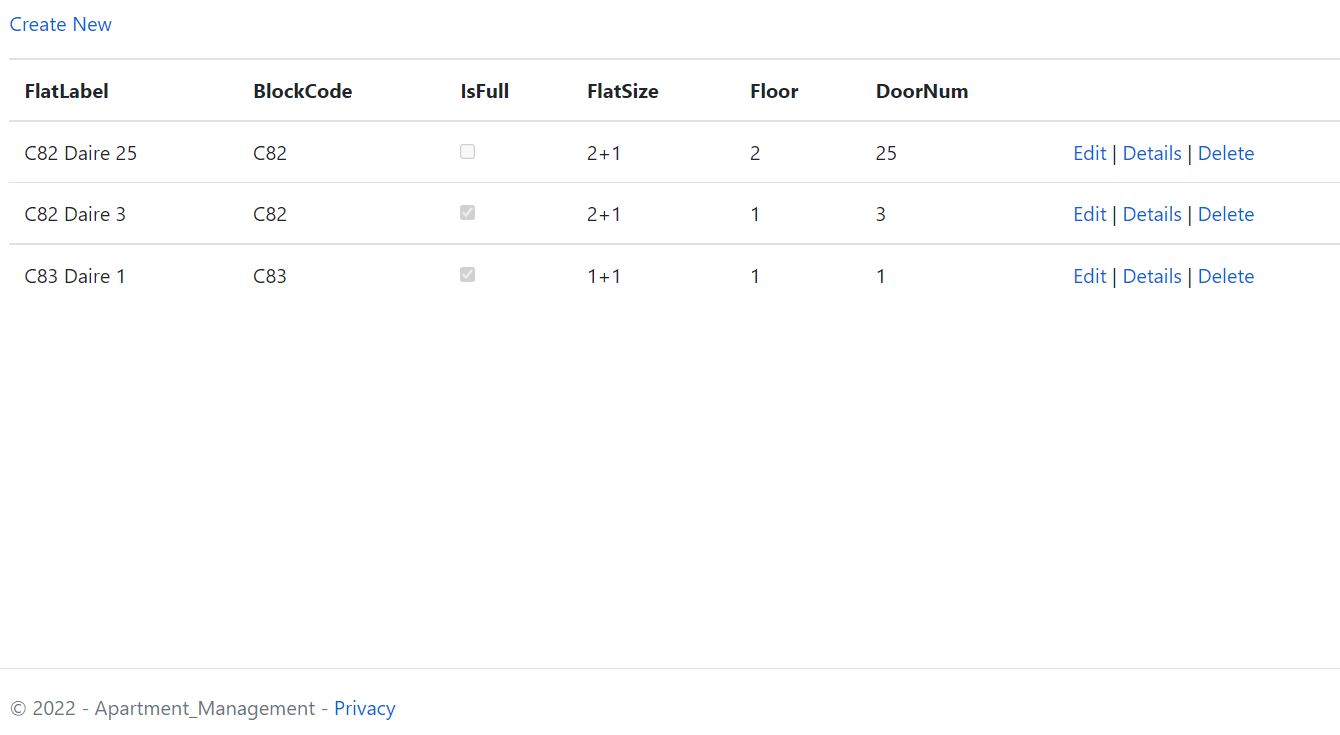 Create New
FlatLabel BlockCode IsFull FlatSize Floor DoorNum
C82 Daire 25 C82 2+1 2 25 Edit | Details | Delete
C82 Daire 3 C82 2+1 1 3 Edit | Details | Delete
C83 Daire 1 C83 1+1 1 1 Edit | Details | Delete
© 2022 - Apartment_Management - Privacy